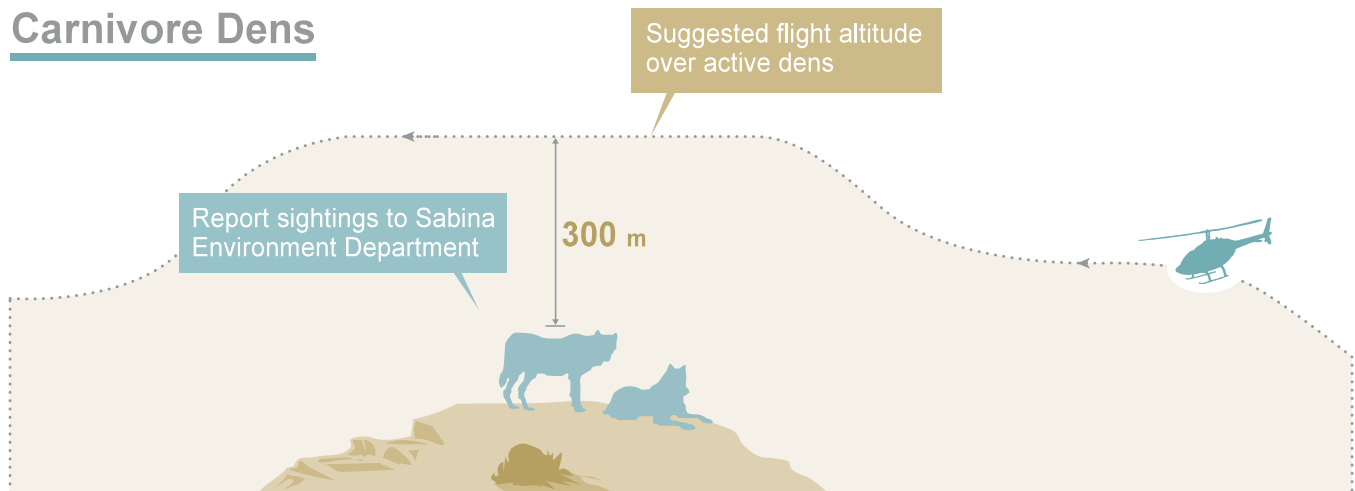 Carnivore Dens
Suggested flight altitude
over active dens
Report sightings to Sabina
Environment Department
300 m